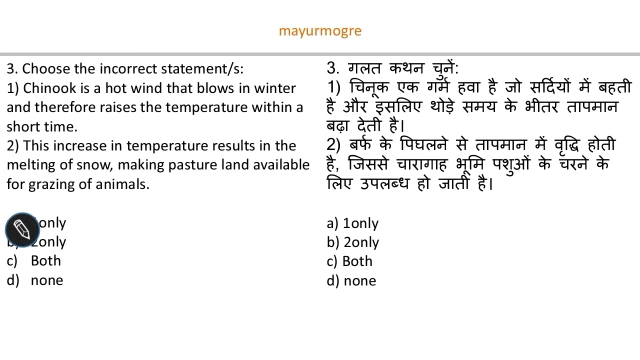 mayurmogre
3. Choose the incorrect statement/s:
1) Chinook is a hot wind that blows in winter
and therefore raises the temperature within a
short time.
2) This increase in temperature results in the
melting of snow, making pasture land available
for grazing of animals.
only
2only
c) Both
d) none
3. गलत कथन चुनें:
1) चिनूक एक गर्म हवा है जो सर्दियों में बहती
है और इसलिए थोड़े समय के भीतर तापमान
बढ़ा देती है।
2) बर्फ के पिघलने से तापमान में वृद्धि होती
है, जिससे चारागाह भूमि पशुओं के चरने के
लिए उपलब्ध हो जाती है।
a) 1only
b) 2only
c) Both
d) none